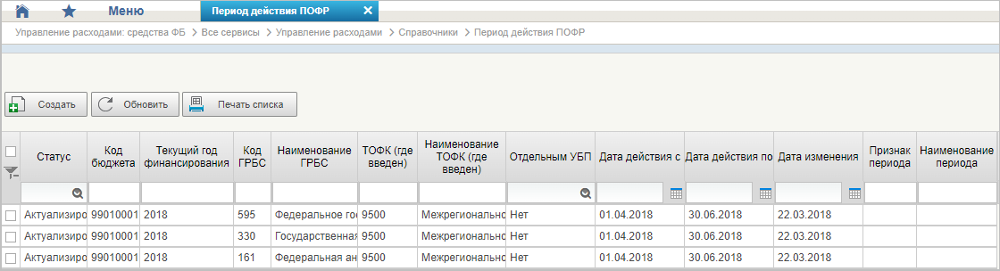 Меню Период действия ПОФР
Управление расходами: средства ФБ Все сервисы Управление расходами Справочники Период действия ПОФР
Создать Обновить Печать списка
Статус Код бюджета Текущий год финансирования Код ГРБС Наименование ГРБС ТОФК (где введен) Наименование ТОФК (где введен) Отдельным УБП Дата действия с Дата действия по Дата изменения Признак периода Наименование периода
Актуализиро 99010001 2018 595 Федеральное гос 9500 Межрегионально Нет 01.04.2018 30.06.2018 22.03.2018
Актуализиро 99010001 2018 330 Государственная 9500 Межрегионально Нет 01.04.2018 30.06.2018 22.03.2018
Актуализиро 99010001 2018 161 Федеральная ан 9500 Межрегионально Нет 01.04.2018 30.06.2018 22.03.2018